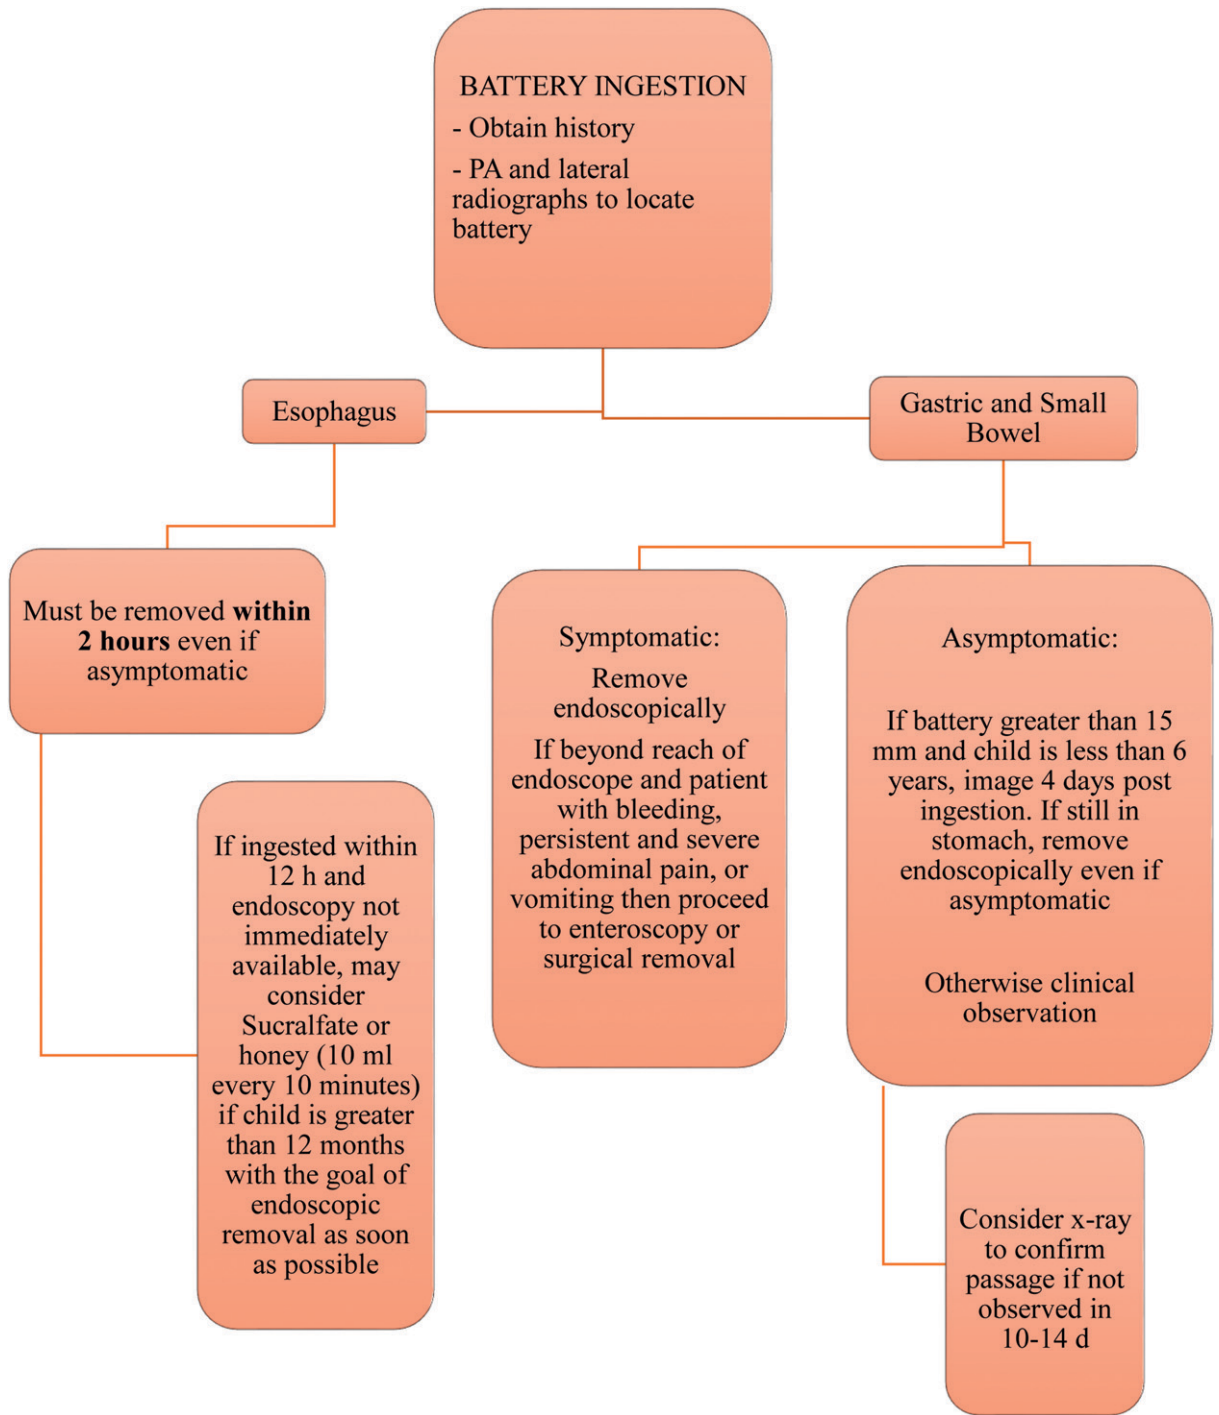 BATTERY INGESTION
- Obtain history
- PA and lateral
radiographs to locate
battery
Esophagus
Gastric and Small
Bowel
Must be removed within
2 hours even if
asymptomatic
If ingested within
12 h and
endoscopy not
immediately
available, may
consider
Sucralfate or
honey (10 ml
every 10 minutes)
if child is greater
than 12 months
with the goal of
endoscopic
removal as soon
as possible
Symptomatic:
Remove
endoscopically
If beyond reach of
endoscope and patient
with bleeding,
persistent and severe
abdominal pain, or
vomiting then proceed
to enteroscopy or
surgical removal
Asymptomatic:
If battery greater than 15
mm and child is less than 6
years, image 4 days post
ingestion. If still in
stomach, remove
endoscopically even if
asymptomatic
Otherwise clinical
observation
Consider x-ray
to confirm
passage if not
observed in
10-14 d